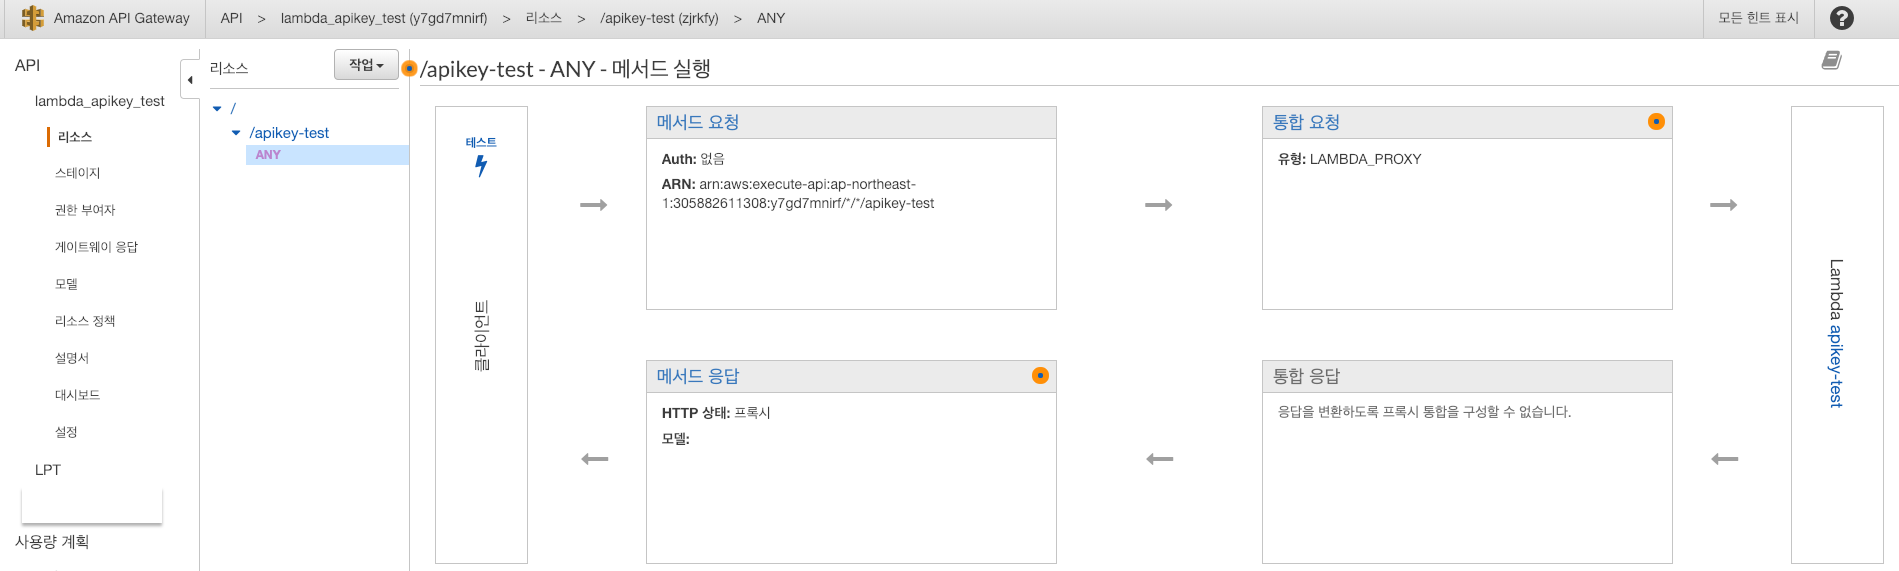 Amazon API Gateway
API > lambda_apikey_test (y7gd7mnirf) > 리소스 > /apikey-test (zjrkfy) > ANY
모든 힌트 표시
?
API
lambda_apikey_test
리소스
스테이지
권한 부여자
게이트웨이 응답
모델
리소스 정책
설명서
대시보드
설정
LPT
사용량 계획
리소스
작업
/
/apikey-test
ANY
/apikey-test - ANY - 메서드 실행
테스트
클라이언트
메서드 요청
Auth: 없음
ARN: arn:aws:execute-api:ap-northeast-
1:305882611308:y7gd7mnirf/*/*/apikey-test
통합 요청
유형: LAMBDA_PROXY
Lambda apikey-test
메서드 응답
HTTP 상태: 프록시
모델:
통합 응답
응답을 변환하도록 프록시 통합을 구성할 수 없습니다.